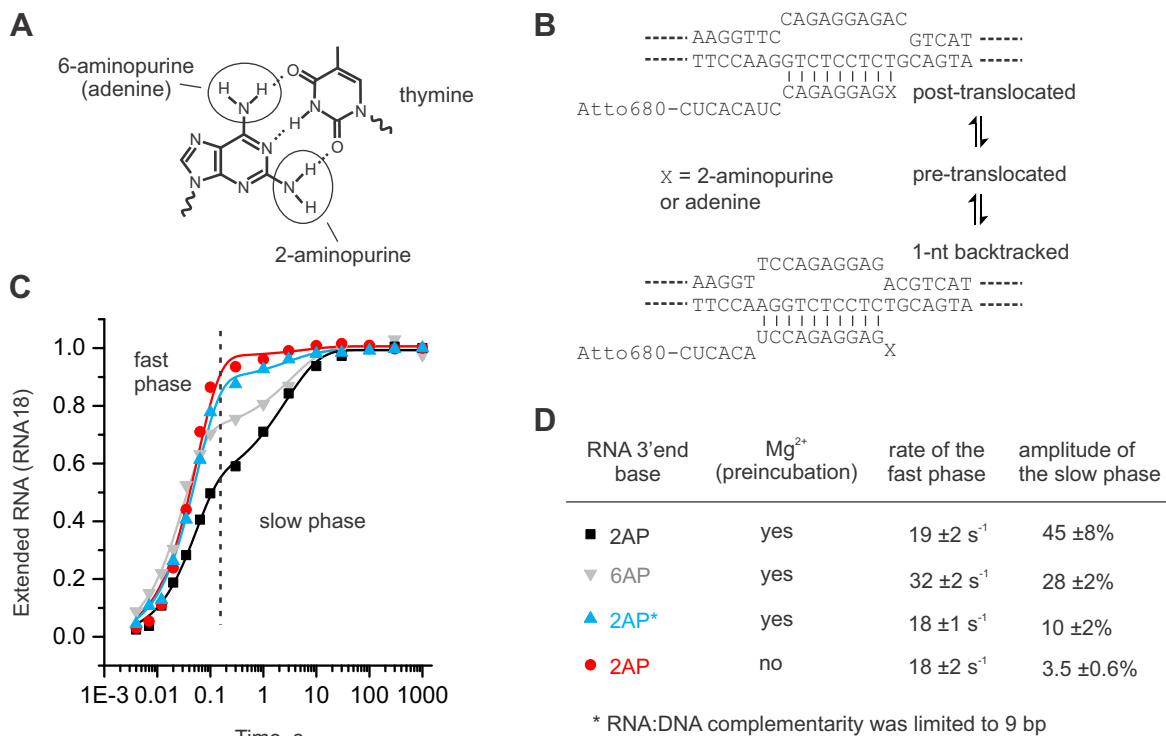 A
6-aminopurine
(adenine)
thymine
H
H
N
O
N
H
N
N
N
N
O
N
H
N
H
2-aminopurine
B
CAGAGGAGAC
AAGGTTC
GTCAT
TTCCAAGGTCTCCTCTGCAGTA
CAGAGGAGX
Atto680-CUCACAUC
post-translocated
X = 2-aminopurine
or adenine
pre-translocated
1-nt backtracked
TCCAGAGGAG
AAGGT
ACGTCAT
TTCCAAGGTCTCCTCTGCAGTA
UCCAGAGGAG
Atto680-CUCACA
X
C
Extended RNA (RNA18)
1.0
0.8
0.6
0.4
0.2
0.0
fast
phase
slow phase
1E-3 0.01 0.1 1 10 100 1000
D
RNA 3'end
base
Mg2+
(preincubation)
rate of the
fast phase
amplitude of
the slow phase
2AP yes 19 ±2 s-1 45 ±8%
6AP yes 32 ±2 s-1 28 ±2%
2AP* yes 18 ±1 s-1 10 ±2%
2AP no 18 ±2 s-1 3.5 ±0.6%
* RNA:DNA complementarity was limited to 9 bp